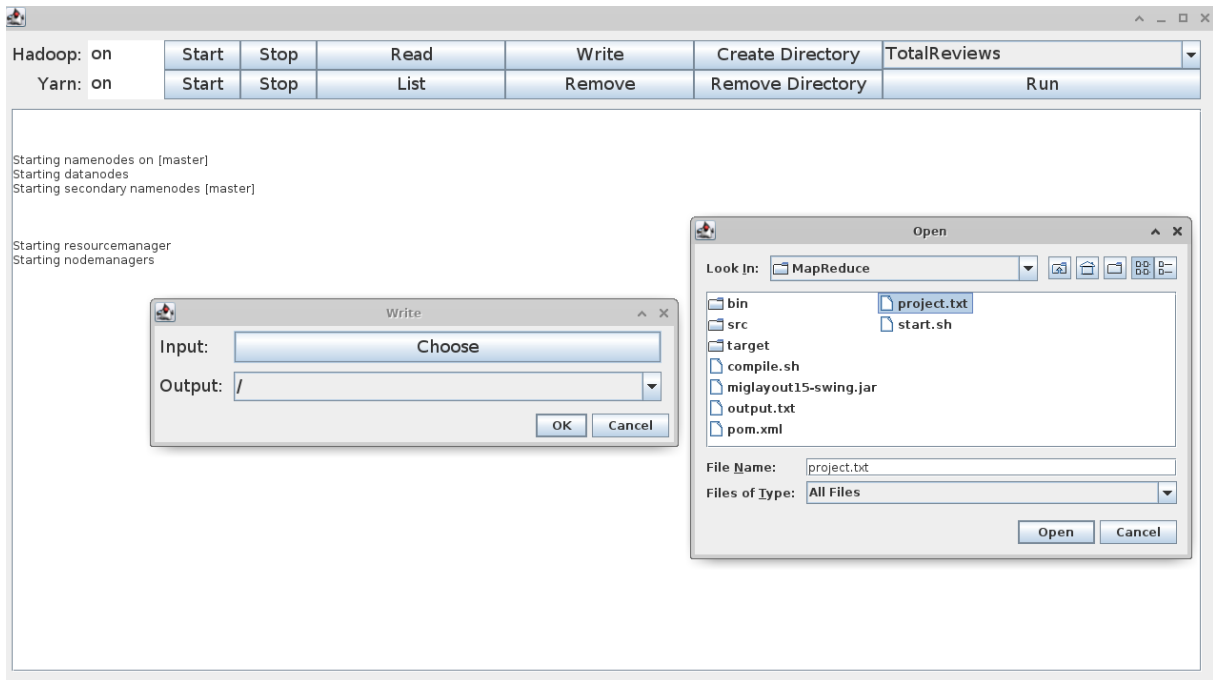 Hadoop: on Start Stop Read Write Create Directory TotalReviews
Yarn: on Start Stop List Remove Remove Directory Run
Starting namenodes on [master]
Starting datanodes
Starting secondary namenodes [master]
Starting resourcemanager
Starting nodemanagers
Write
Input: Choose
Output: /
OK Cancel
Open
Look In: MapReduce
bin project.txt
src start.sh
target
compile.sh
miglayout15-swing.jar
output.txt
pom.xml
File Name: project.txt
Files of Type: All Files
Open Cancel